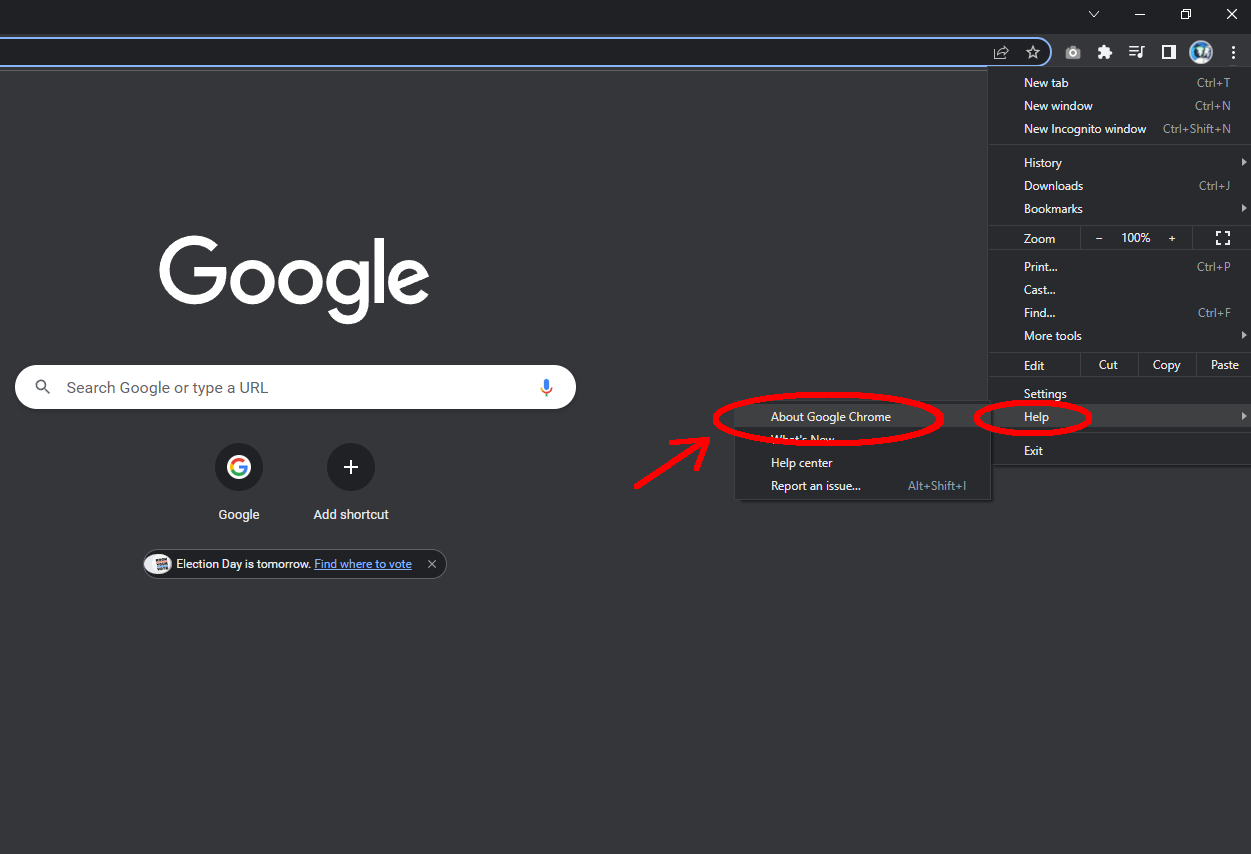 New tab Ctrl+T
New window Ctrl+N
New Incognito window Ctrl+Shift+N
History
Downloads Ctrl+J
Bookmarks
Zoom − 100% +
Print... Ctrl+P
Cast...
Find... Ctrl+F
More tools
Edit Cut Copy Paste
Settings
Help
Exit
About Google Chrome
What's New
Help center
Report an issue... Alt+Shift+I
Google
Search Google or type a URL
G
Google
Add shortcut
Election Day is tomorrow. Find where to vote